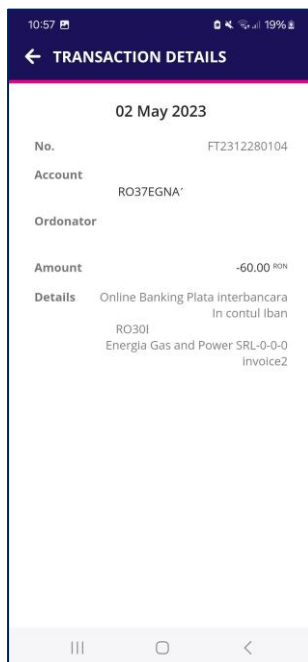 10:57 19%
← TRANSACTION DETAILS
02 May 2023
No. FT2312280104
Account
RO37EGNA
Ordonator
Amount -60.00 RON
Details Online Banking Plata interbancara
In contul Iban
RO30
Energia Gas and Power SRL-0-0-0
invoice2